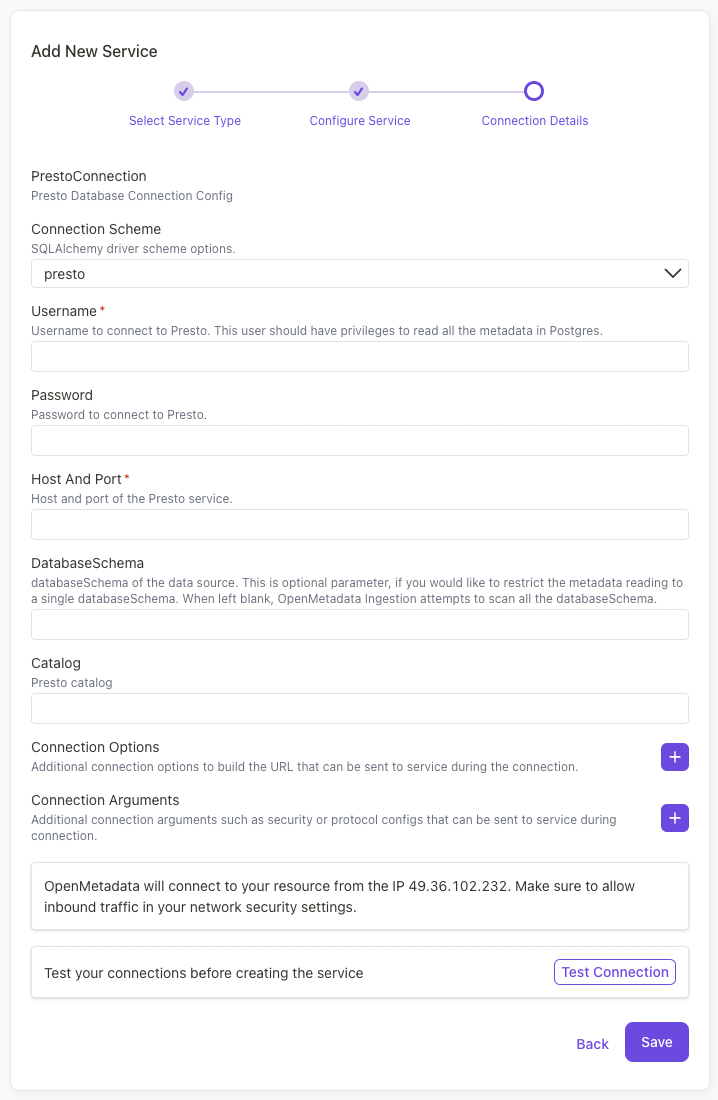 Add New Service
Select Service Type
Configure Service
Connection Details
PrestoConnection
Presto Database Connection Config
Connection Scheme
SQLAlchemy driver scheme options.
presto
Username*
Username to connect to Presto. This user should have privileges to read all the metadata in Postgres.
Password
Password to connect to Presto.
Host And Port*
Host and port of the Presto service.
DatabaseSchema
databaseSchema of the data source. This is optional parameter, if you would like to restrict the metadata reading to
a single databaseSchema. When left blank, OpenMetadata Ingestion attempts to scan all the databaseSchema.
Catalog
Presto catalog
Connection Options
Additional connection options to build the URL that can be sent to service during the connection.
Connection Arguments
Additional connection arguments such as security or protocol configs that can be sent to service during
connection.
OpenMetadata will connect to your resource from the IP 49.36.102.232. Make sure to allow
inbound traffic in your network security settings.
Test your connections before creating the service
Test Connection
Back
Save